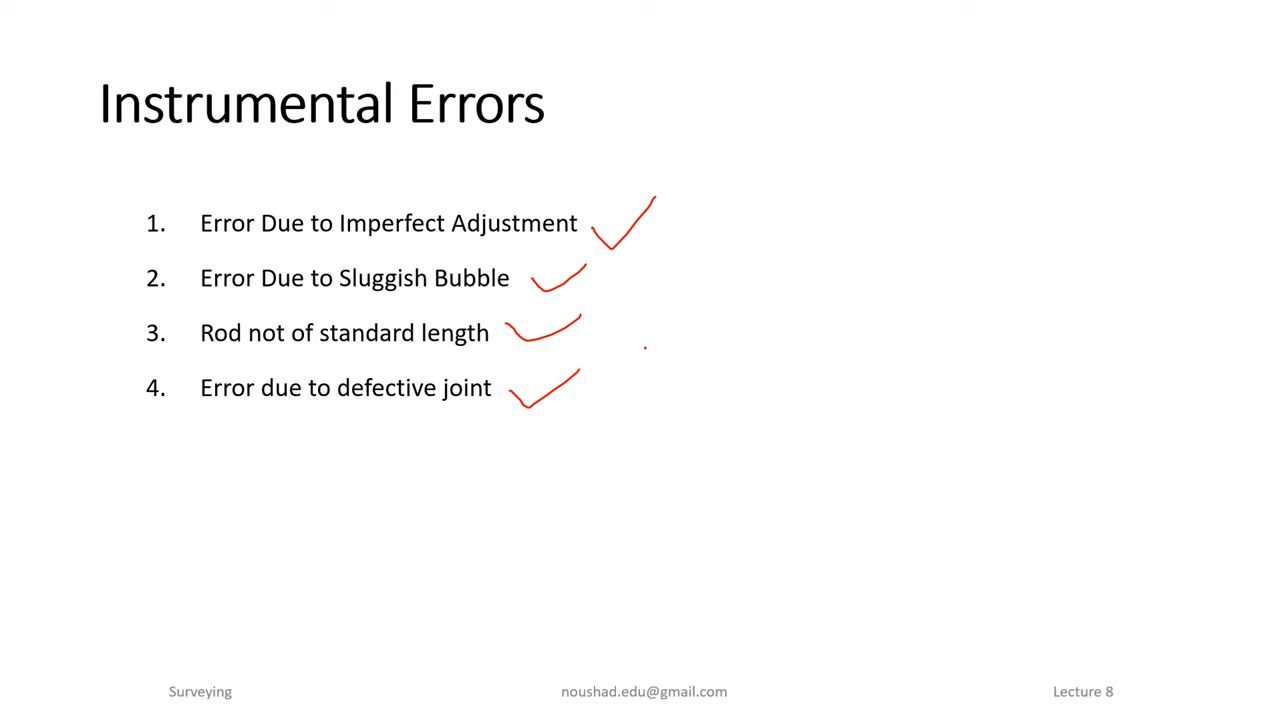 Instrumental Errors
1. Error Due to Imperfect Adjustment
2. Error Due to Sluggish Bubble
3. Rod not of standard length
4. Error due to defective joint
Surveying noushad.edu@gmail.com Lecture 8